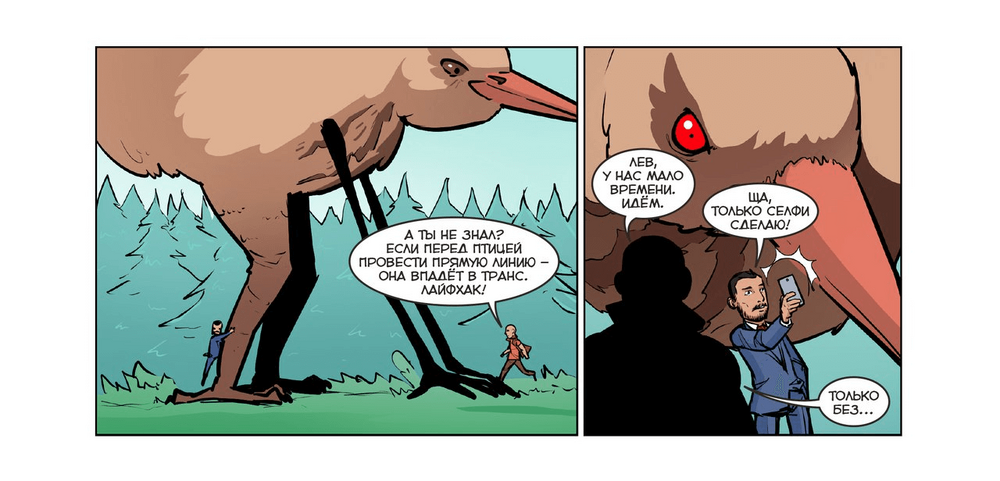 А ТЫ НЕ ЗНАЛ?
ЕСЛИ ПЕРЕД ПТИЦЕЙ
ПРОВЕСТИ ПРЯМУЮ ЛИНИЮ –
ОНА ВПАДЁТ В ТРАНС.
ЛАЙФХАК!
ЛЕВ,
У НАС МАЛО
ВРЕМЕНИ.
ИДЁМ.
ЩА,
ТОЛЬКО СЕЛФИ
СДЕЛАЮ!
ТОЛЬКО
БЕЗ...